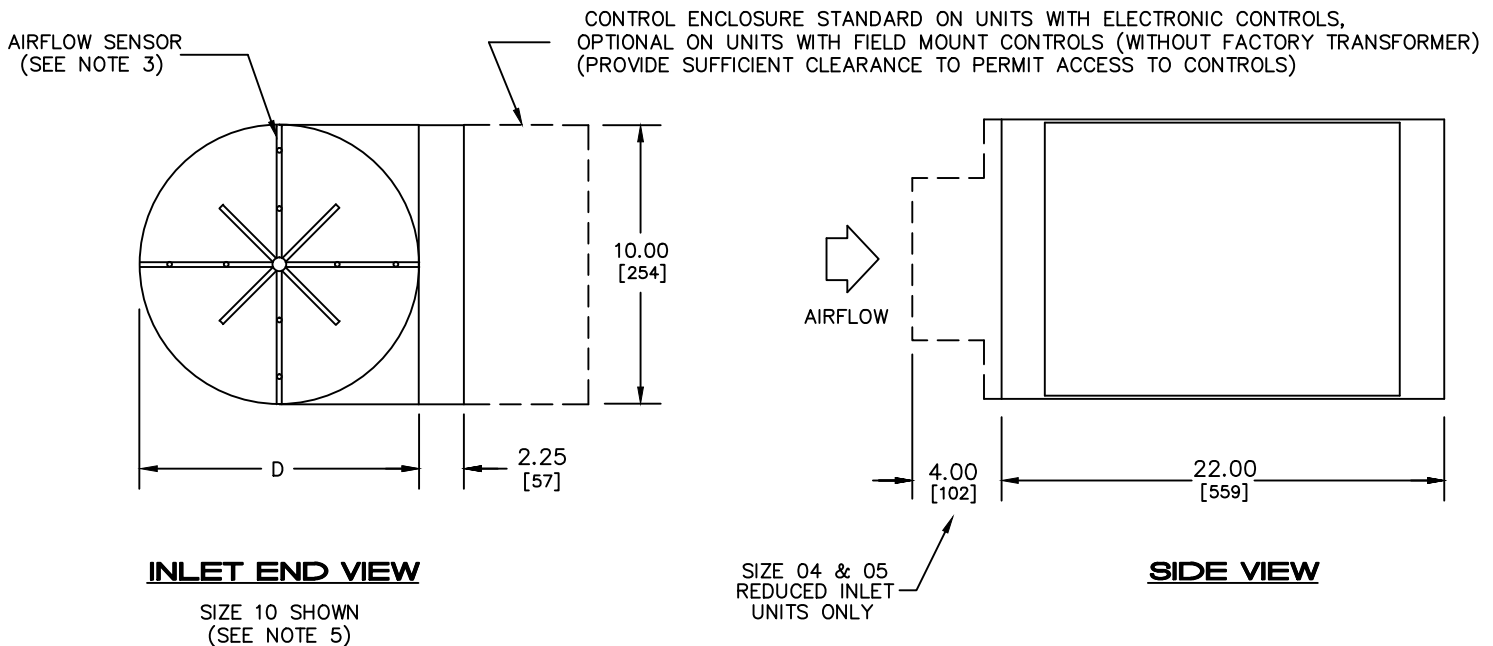 CONTROL ENCLOSURE STANDARD ON UNITS WITH ELECTRONIC CONTROLS,
OPTIONAL ON UNITS WITH FIELD MOUNT CONTROLS (WITHOUT FACTORY TRANSFORMER)
(PROVIDE SUFFICIENT CLEARANCE TO PERMIT ACCESS TO CONTROLS)
AIRFLOW SENSOR
(SEE NOTE 3)
10.00
[254]
D
2.25
[57]
INLET END VIEW
SIZE 10 SHOWN
(SEE NOTE 5)
AIRFLOW
4.00
[102]
22.00
[559]
SIZE 04 & 05
REDUCED INLET
UNITS ONLY
SIDE VIEW